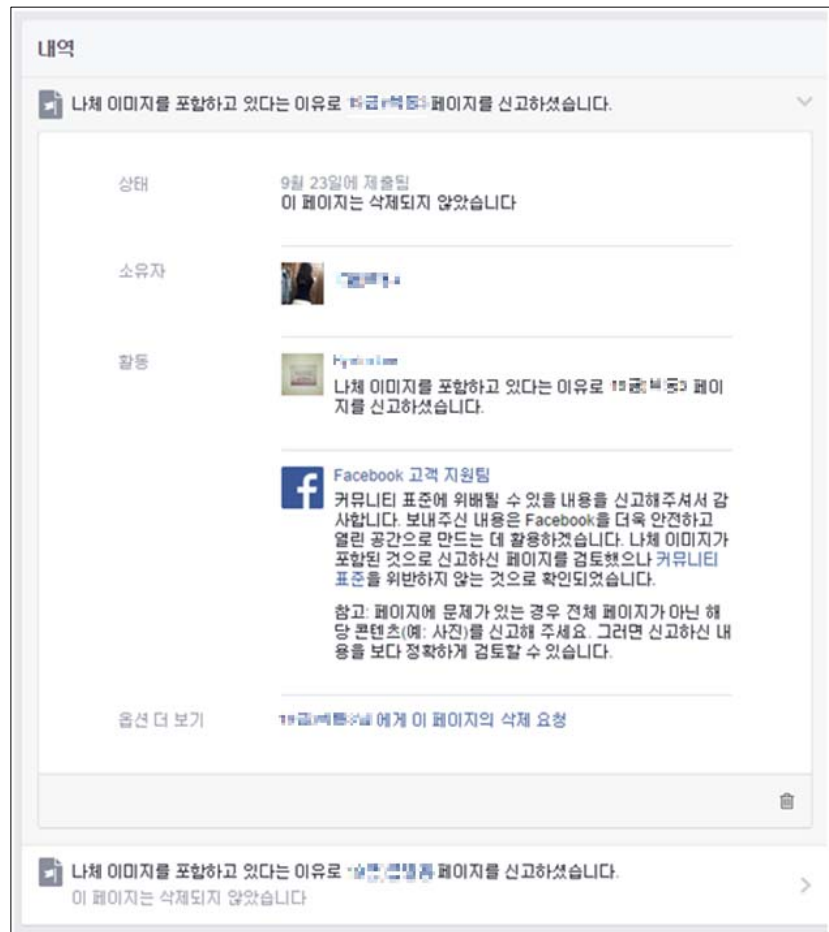 내역
나체 이미지를 포함하고 있다는 이유로 페이지를 신고하셨습니다.
상태
9월 23일에 제출됨
이 페이지는 삭제되지 않았습니다
소유자
활동
나체 이미지를 포함하고 있다는 이유로 페이
지를 신고하셨습니다.
Facebook 고객 지원팀
커뮤니티 표준에 위배될 수 있을 내용을 신고해주셔서 감
사합니다. 보내주신 내용은 Facebook을 더욱 안전하고
열린 공간으로 만드는 데 활용하겠습니다. 나체 이미지가
포함된 것으로 신고하신 페이지를 검토했으나 커뮤니티
표준을 위반하지 않는 것으로 확인되었습니다.
참고: 페이지에 문제가 있는 경우 전체 페이지가 아닌 해
당 콘텐츠(예: 사진)를 신고해 주세요. 그러면 신고하신 내
용을 보다 정확하게 검토할 수 있습니다.
옵션 더 보기
에게 이 페이지의 삭제 요청
나체 이미지를 포함하고 있다는 이유로 페이지를 신고하셨습니다.
이 페이지는 삭제되지 않았습니다